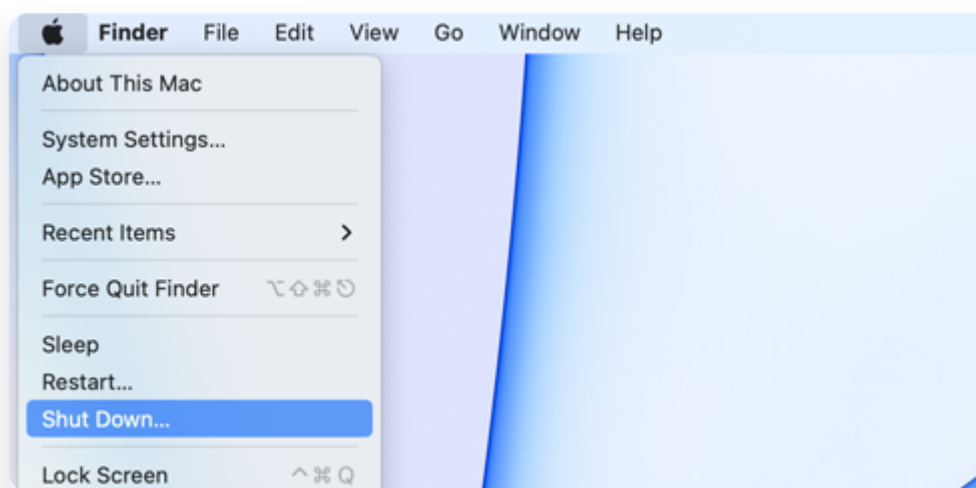 Finder File Edit View Go Window Help
About This Mac
System Settings...
App Store...
Recent Items
Force Quit Finder ⌥⇧⌘⎋
Sleep
Restart...
Shut Down...
Lock Screen ^⌘Q